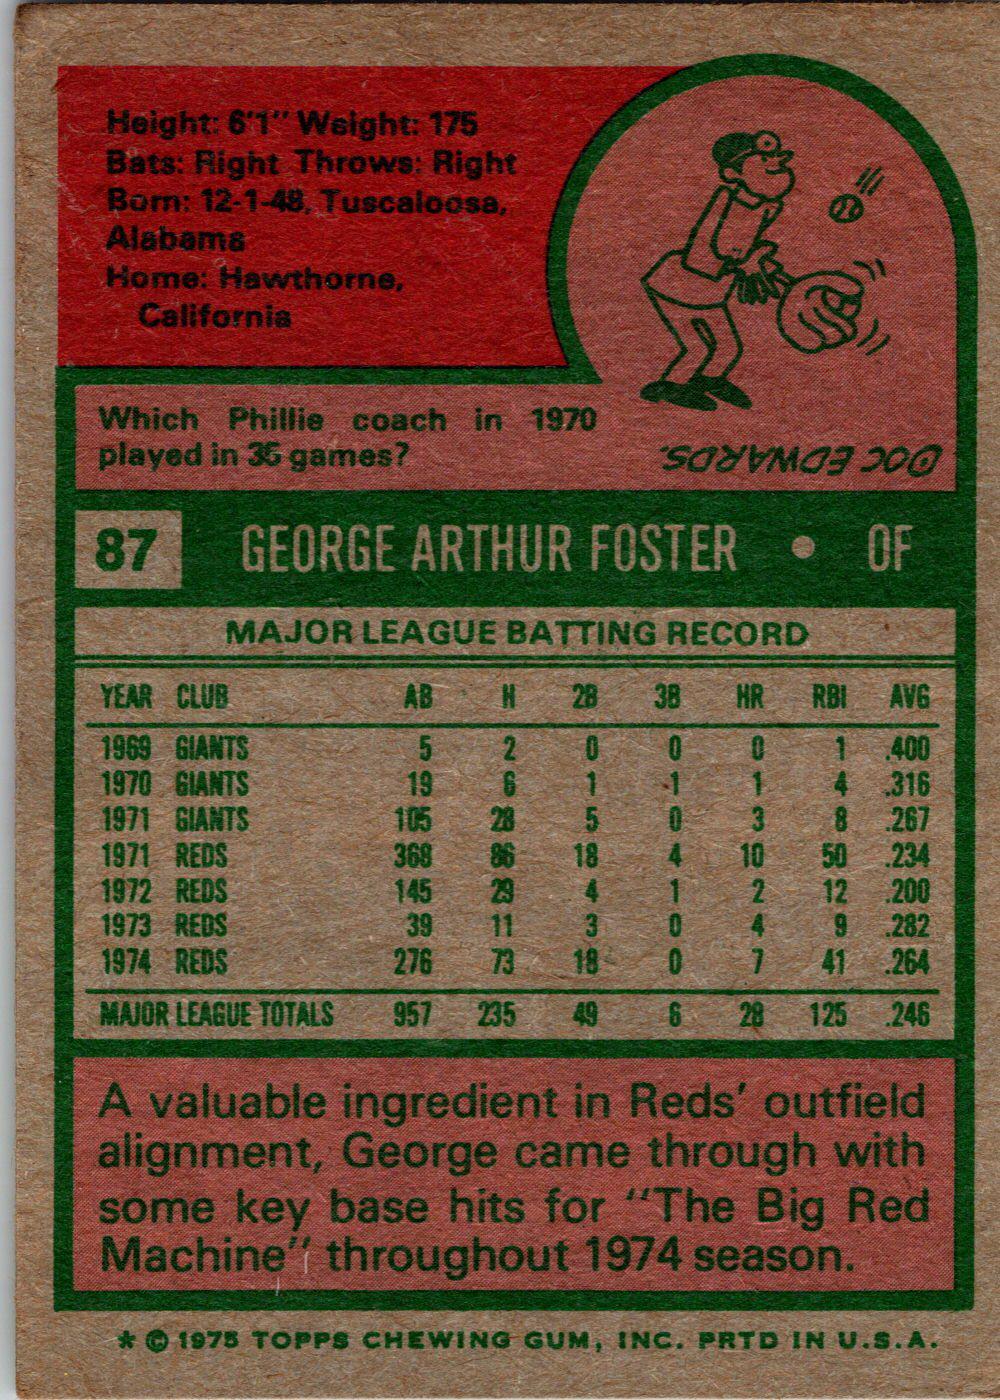 Height: 6'1" Weight: 175
Bats: Right Throws: Right
Born: 12-1-48, Tuscaloosa,
Alabama
Home: Hawthorne,
California
Which Phillie coach in 1970
played in 35 games?
DOC EDWARDS.
87 GEORGE ARTHUR FOSTER • OF
MAJOR LEAGUE BATTING RECORD
YEAR CLUB AB H 2B 3B HR RBI AVG
1969 GIANTS 5 2 0 0 0 1 .400
1970 GIANTS 19 6 1 1 1 4 .316
1971 GIANTS 105 28 5 0 3 8 .267
1971 REDS 368 86 18 4 10 50 .234
1972 REDS 145 29 4 1 2 12 .200
1973 REDS 39 11 3 0 4 9 .282
1974 REDS 276 73 18 0 7 41 .264
MAJOR LEAGUE TOTALS 957 235 49 6 28 125 .246
A valuable ingredient in Reds' outfield
alignment, George came through with
some key base hits for "The Big Red
Machine" throughout 1974 season.
* © 1975 TOPPS CHEWING GUM, INC. PRTD IN U.S.A.